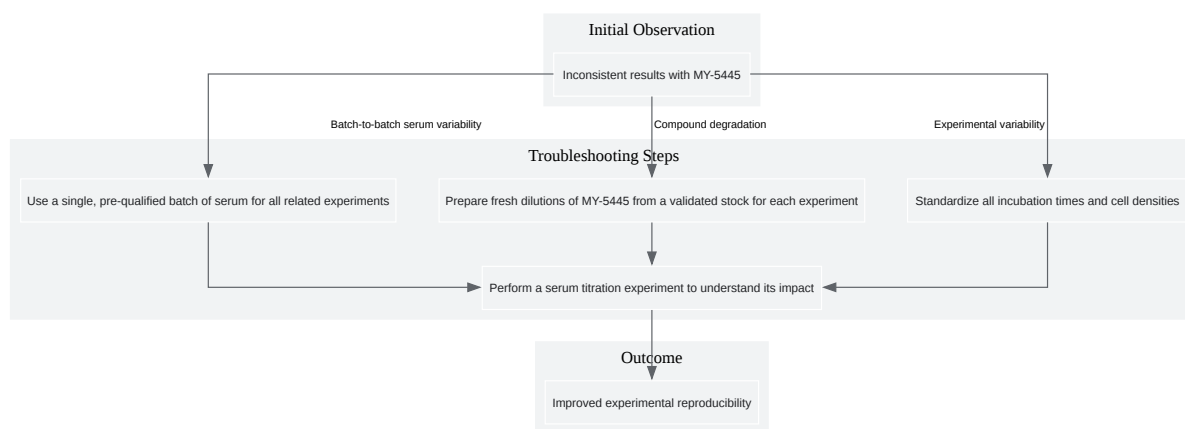 Initial Observation
Inconsistent results with MY-5445
Batch-to-batch serum variability
Compound degradation
Experimental variability
Troubleshooting Steps
Use a single, pre-qualified batch of serum for all related experiments
Prepare fresh dilutions of MY-5445 from a validated stock for each experiment
Standardize all incubation times and cell densities
Perform a serum titration experiment to understand its impact
Outcome
Improved experimental reproducibility